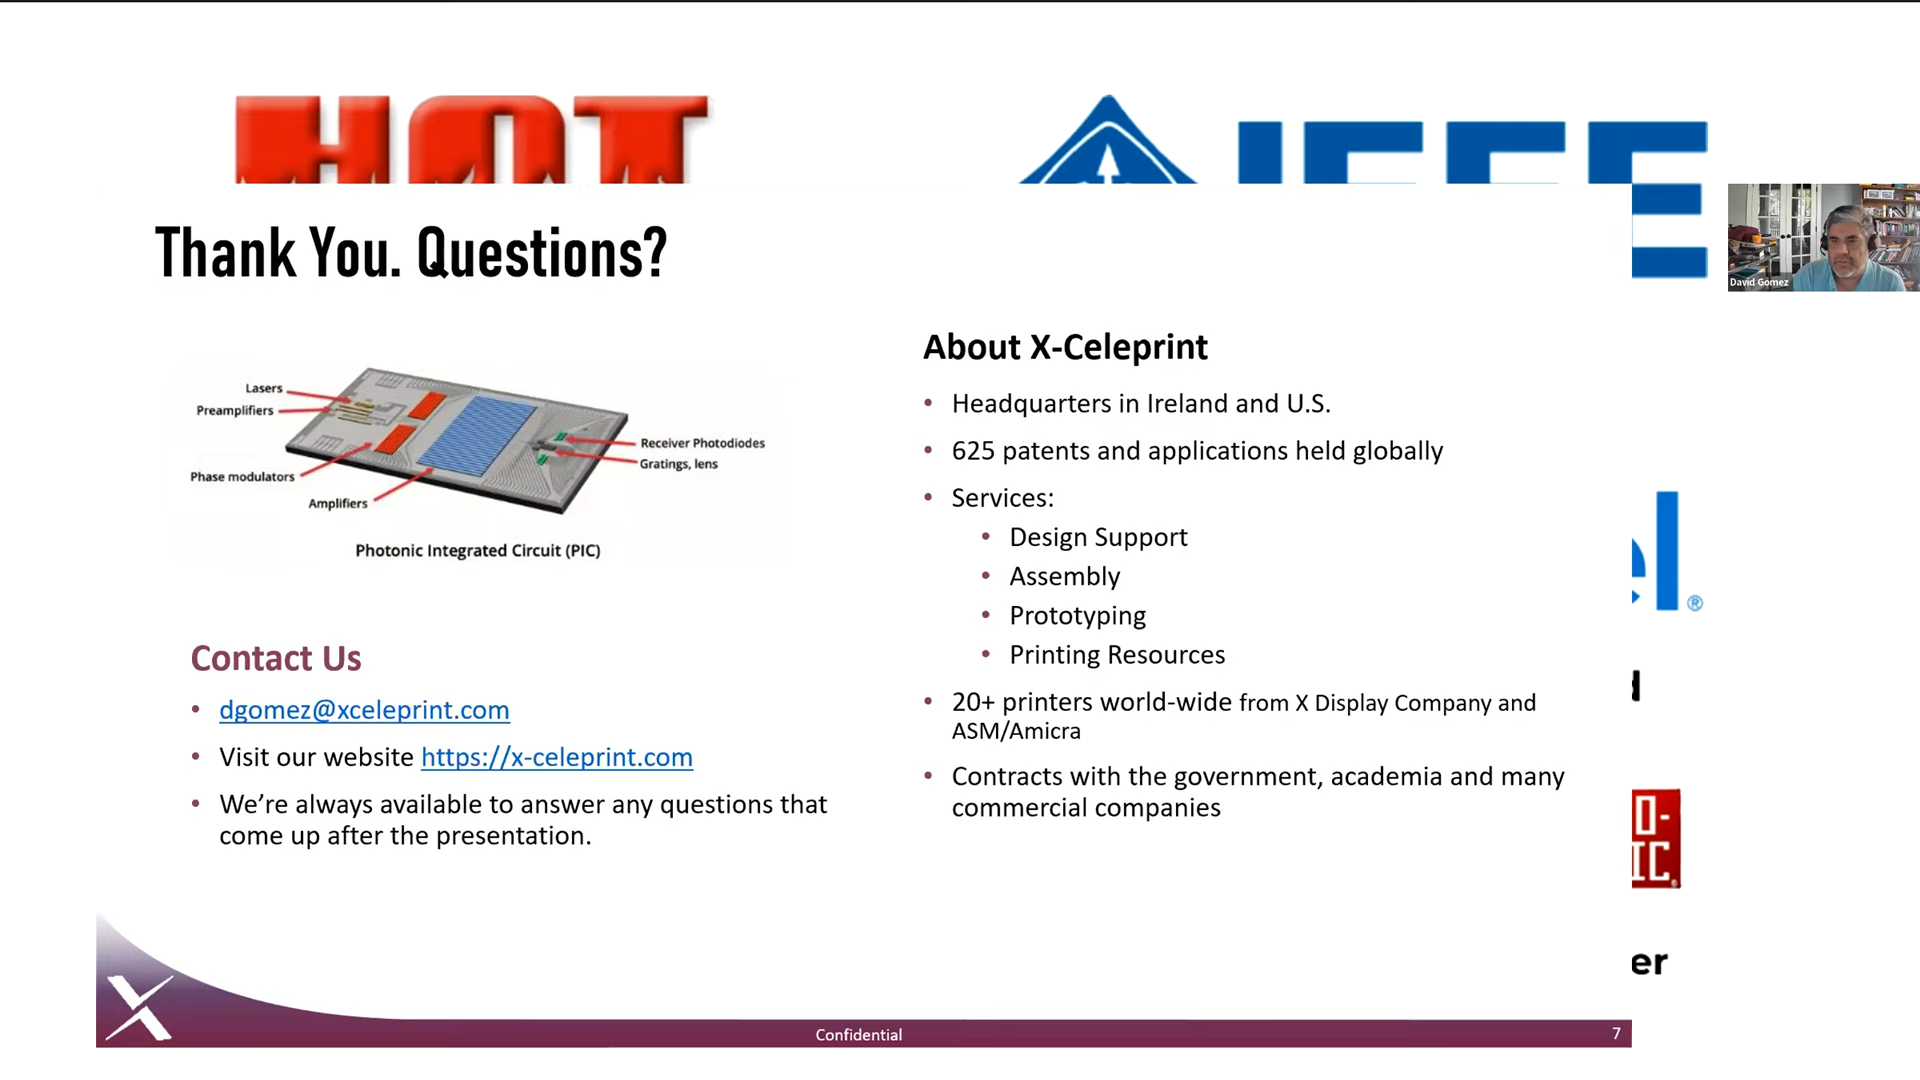 HOT
IEEE
Thank You. Questions?
David Gomez
Lasers
Preamplifiers
Phase modulators
Amplifiers
Receiver Photodiodes
Gratings, lens
Photonic Integrated Circuit (PIC)
Contact Us
• dgomez@xceleprint.com
• Visit our website https://x-celeprint.com
• We’re always available to answer any questions that
come up after the presentation.
About X-Celeprint
• Headquarters in Ireland and U.S.
• 625 patents and applications held globally
• Services:
• Design Support
• Assembly
• Prototyping
• Printing Resources
• 20+ printers world-wide from X Display Company and
ASM/Amicra
• Contracts with the government, academia and many
commercial companies
el®
O-
IC.
er
Confidential
7